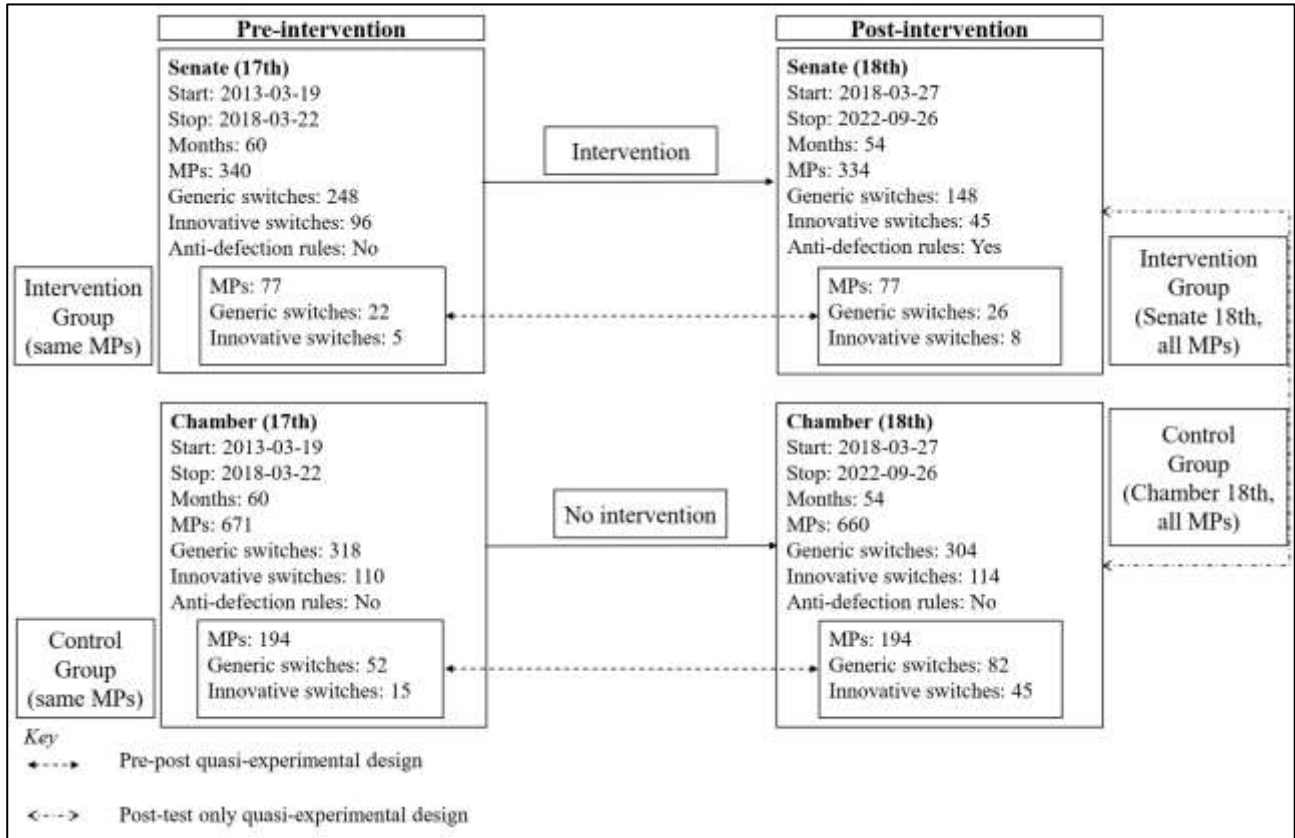 Pre-intervention
Post-intervention
Senate (17th)
Start: 2013-03-19
Stop: 2018-03-22
Months: 60
MPs: 340
Generic switches: 248
Innovative switches: 96
Anti-defection rules: No
MPs: 77
Generic switches: 22
Innovative switches: 5
Intervention
Group
(same MPs)
Intervention
Senate (18th)
Start: 2018-03-27
Stop: 2022-09-26
Months: 54
MPs: 334
Generic switches: 148
Innovative switches: 45
Anti-defection rules: Yes
MPs: 77
Generic switches: 26
Innovative switches: 8
Intervention
Group
(Senate 18th,
all MPs)
Chamber (17th)
Start: 2013-03-19
Stop: 2018-03-22
Months: 60
MPs: 671
Generic switches: 318
Innovative switches: 110
Anti-defection rules: No
MPs: 194
Generic switches: 52
Innovative switches: 15
Control
Group
(same MPs)
No intervention
Chamber (18th)
Start: 2018-03-27
Stop: 2022-09-26
Months: 54
MPs: 660
Generic switches: 304
Innovative switches: 114
Anti-defection rules: No
MPs: 194
Generic switches: 82
Innovative switches: 45
Control
Group
(Chamber 18th,
all MPs)
Key
Pre-post quasi-experimental design
Post-test only quasi-experimental design